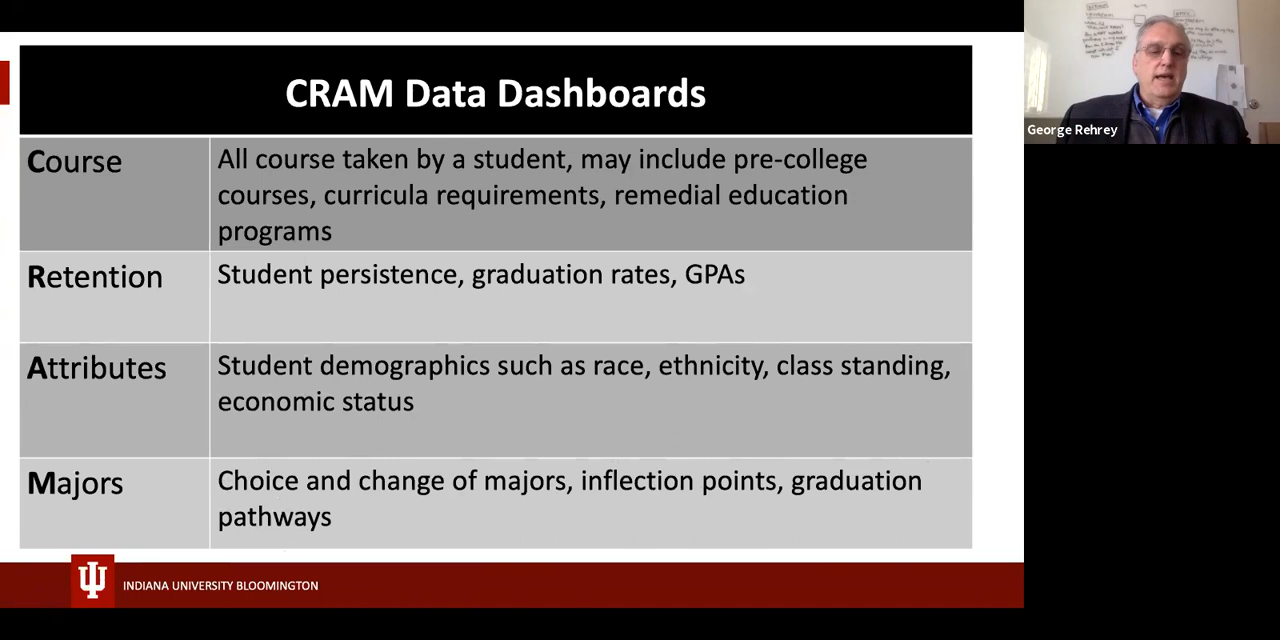 CRAM Data Dashboards
Course
All course taken by a student, may include pre-college
courses, curricula requirements, remedial education
programs
Retention
Student persistence, graduation rates, GPAs
Attributes
Student demographics such as race, ethnicity, class standing,
economic status
Majors
Choice and change of majors, inflection points, graduation
pathways
INDIANA UNIVERSITY BLOOMINGTON
George Rehrey